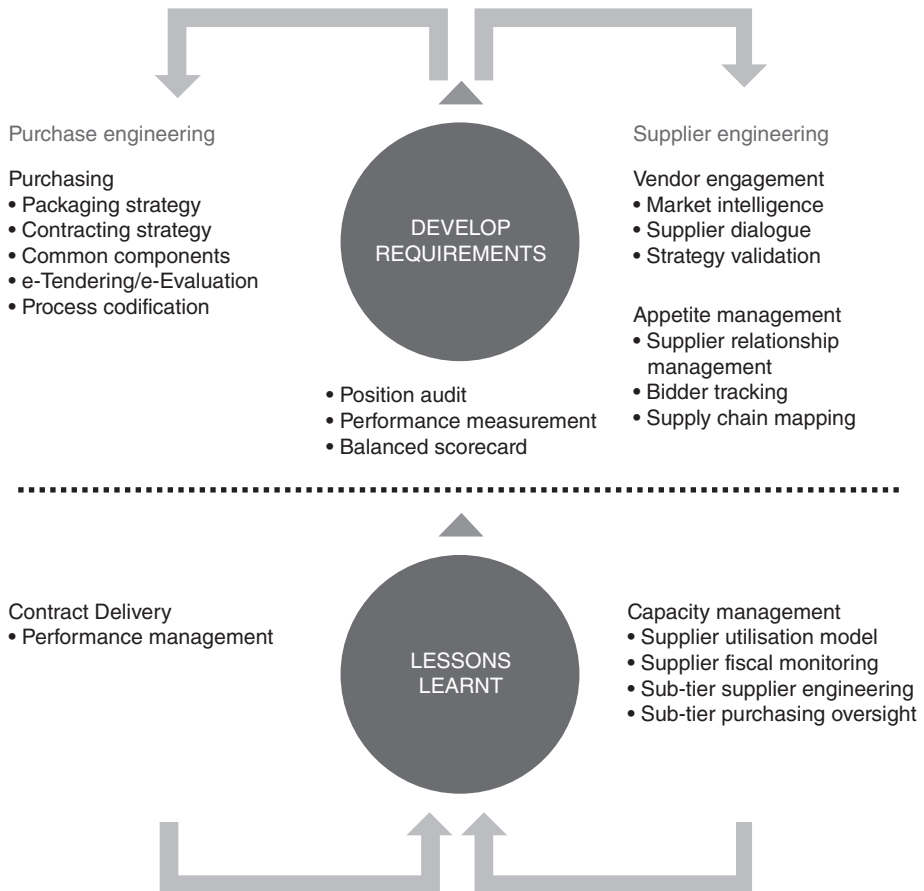 Purchase engineering
Purchasing
• Packaging strategy
• Contracting strategy
• Common components
• e-Tendering/e-Evaluation
• Process codification
DEVELOP
REQUIREMENTS
• Position audit
• Performance measurement
• Balanced scorecard
Supplier engineering
Vendor engagement
• Market intelligence
• Supplier dialogue
• Strategy validation
Appetite management
• Supplier relationship
management
• Bidder tracking
• Supply chain mapping
Contract Delivery
• Performance management
LESSONS
LEARNT
Capacity management
• Supplier utilisation model
• Supplier fiscal monitoring
• Sub-tier supplier engineering
• Sub-tier purchasing oversight